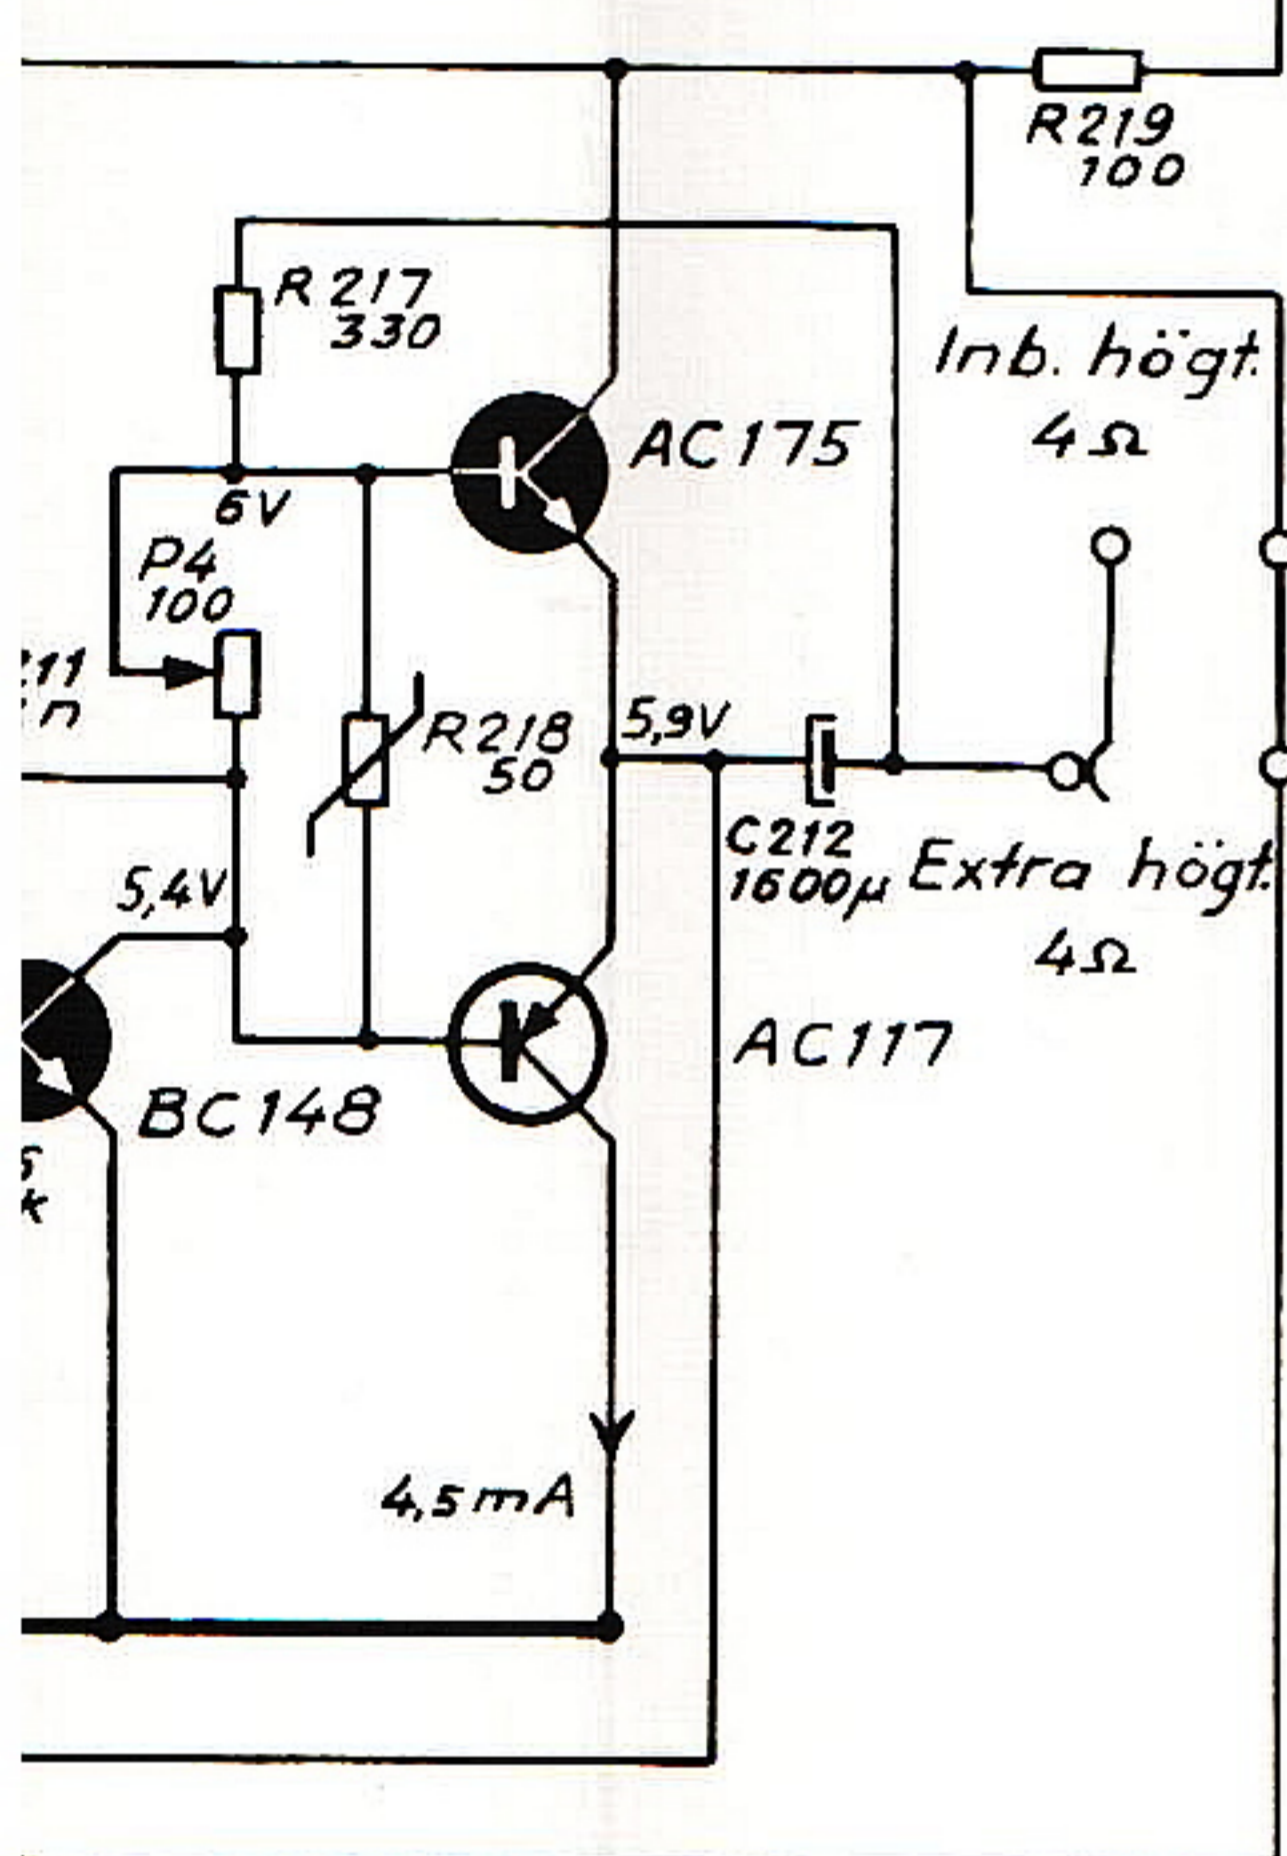 R219
100
R217
330
Inb. högt.
4Ω
AC175
6V
P4
100
11
n
5,9V
R218
50
C212
1600μ
Extra högt.
4Ω
5,4V
AC117
BC148
k
4,5mA